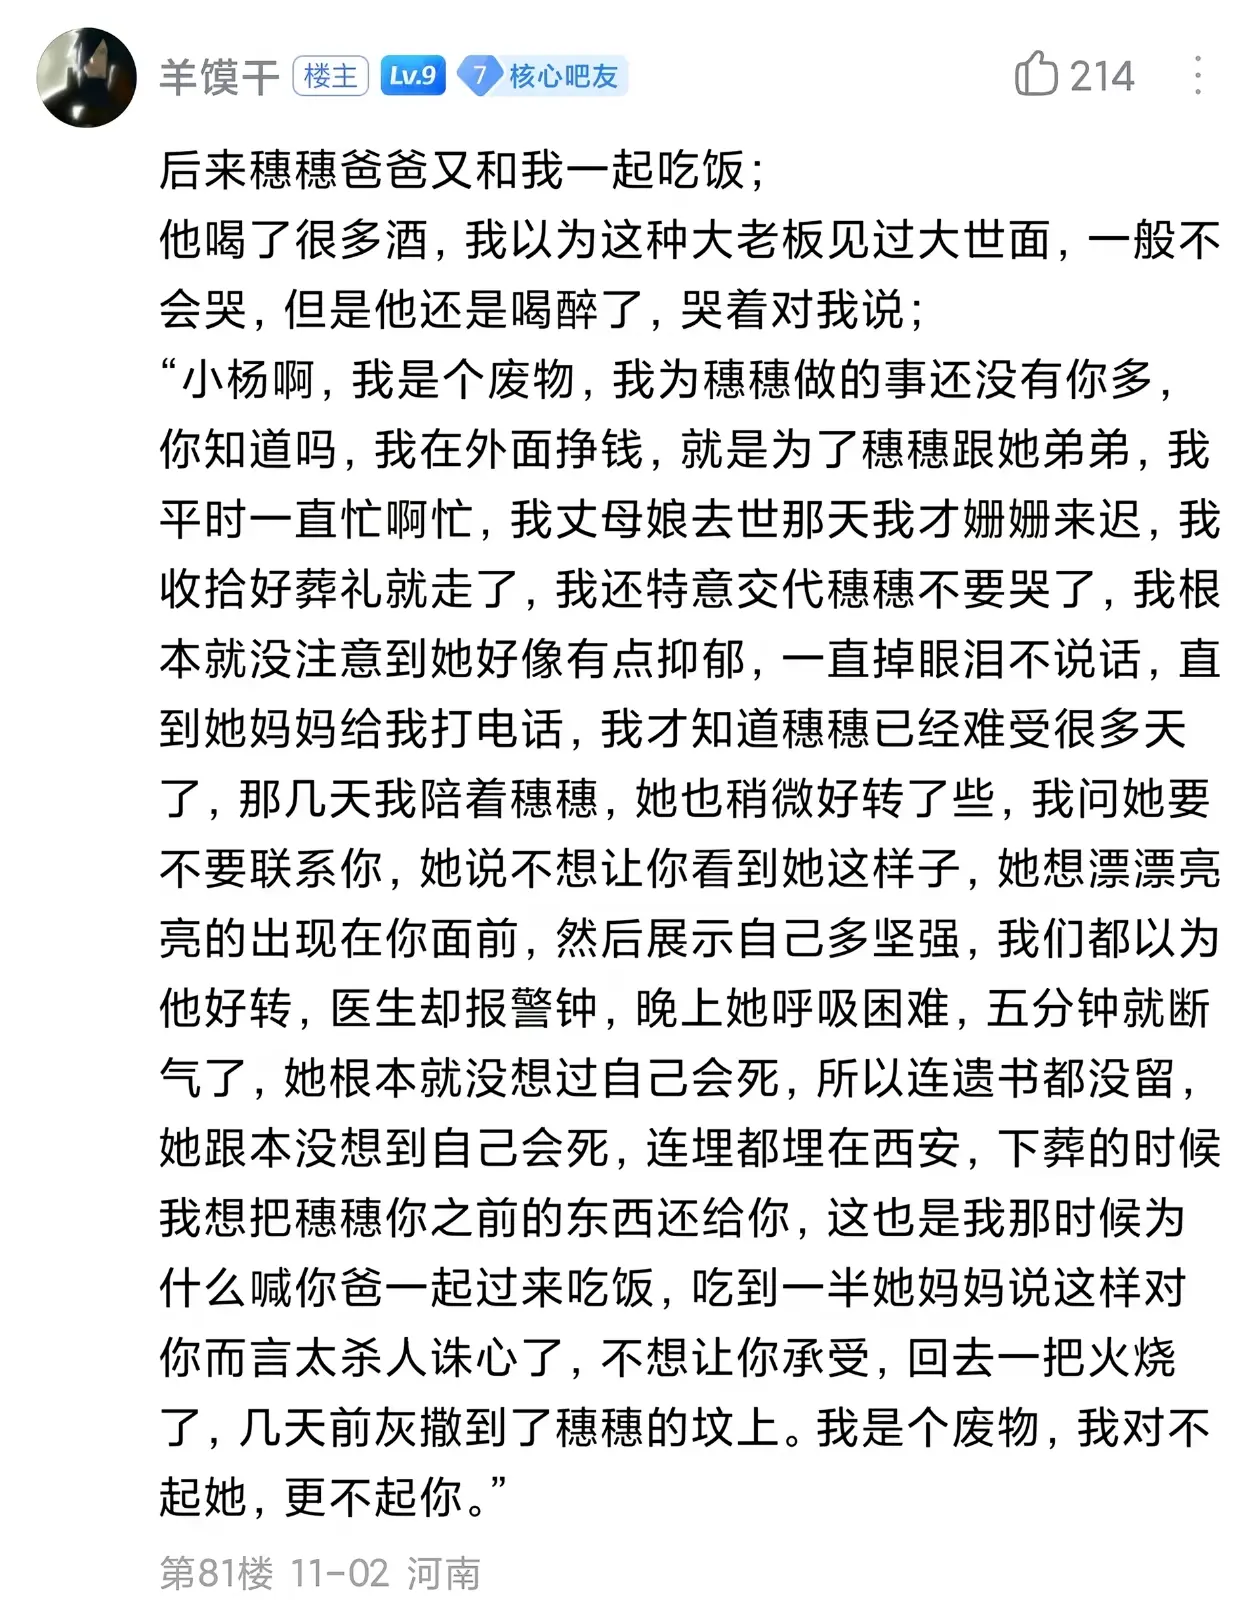 羊馍干 楼主 Lv.9 7 核心吧友 214
后来穗穗爸爸又和我一起吃饭；
他喝了很多酒，我以为这种大老板见过大世面，一般不
会哭，但是他还是喝醉了，哭着对我说；
“小杨啊，我是个废物，我为穗穗做的事还没有你多，
你知道吗，我在外面挣钱，就是为了穗穗跟她弟弟，我
平时一直忙啊忙，我丈母娘去世那天我才姗姗来迟，我
收拾好葬礼就走了，我还特意交代穗穗不要哭了，我根
本就没注意到她好像有点抑郁，一直掉眼泪不说话，直
到她妈妈给我打电话，我才知道穗穗已经难受很多天
了，那几天我陪着穗穗，她也稍微好转了些，我问她要
不要联系你，她说不想让你看到她这样子，她想漂漂亮
亮的出现在你面前，然后展示自己多坚强，我们都以为
他好转，医生却报警钟，晚上她呼吸困难，五分钟就断
气了，她根本就没想过自己会死，所以连遗书都没留，
她跟本没想到自己会死，连埋都埋在西安，下葬的时候
我想把穗穗你之前的东西还给你，这也是我那时候为
什么喊你爸一起过来吃饭，吃到一半她妈妈说这样对
你而言太杀人诛心了，不想让你承受，回去一把火烧
了，几天前灰撒到了穗穗的坟上。我是个废物，我对不
起她，更不起你。”
第81楼 11-02 河南